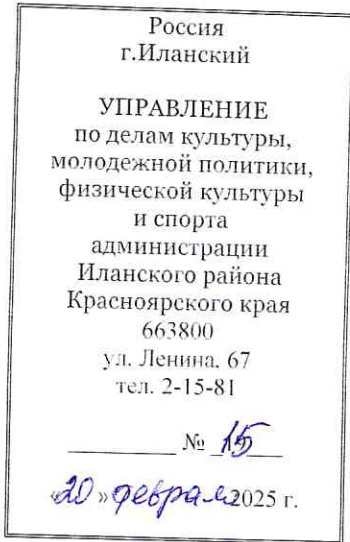 Россия
г.Иланский
УПРАВЛЕНИЕ
по делам культуры,
молодежной политики,
физической культуры
и спорта
администрации
Иланского района
Красноярского края
663800
ул. Ленина, 67
тел. 2-15-81
__________ № 15
«20» февраля 2025 г.